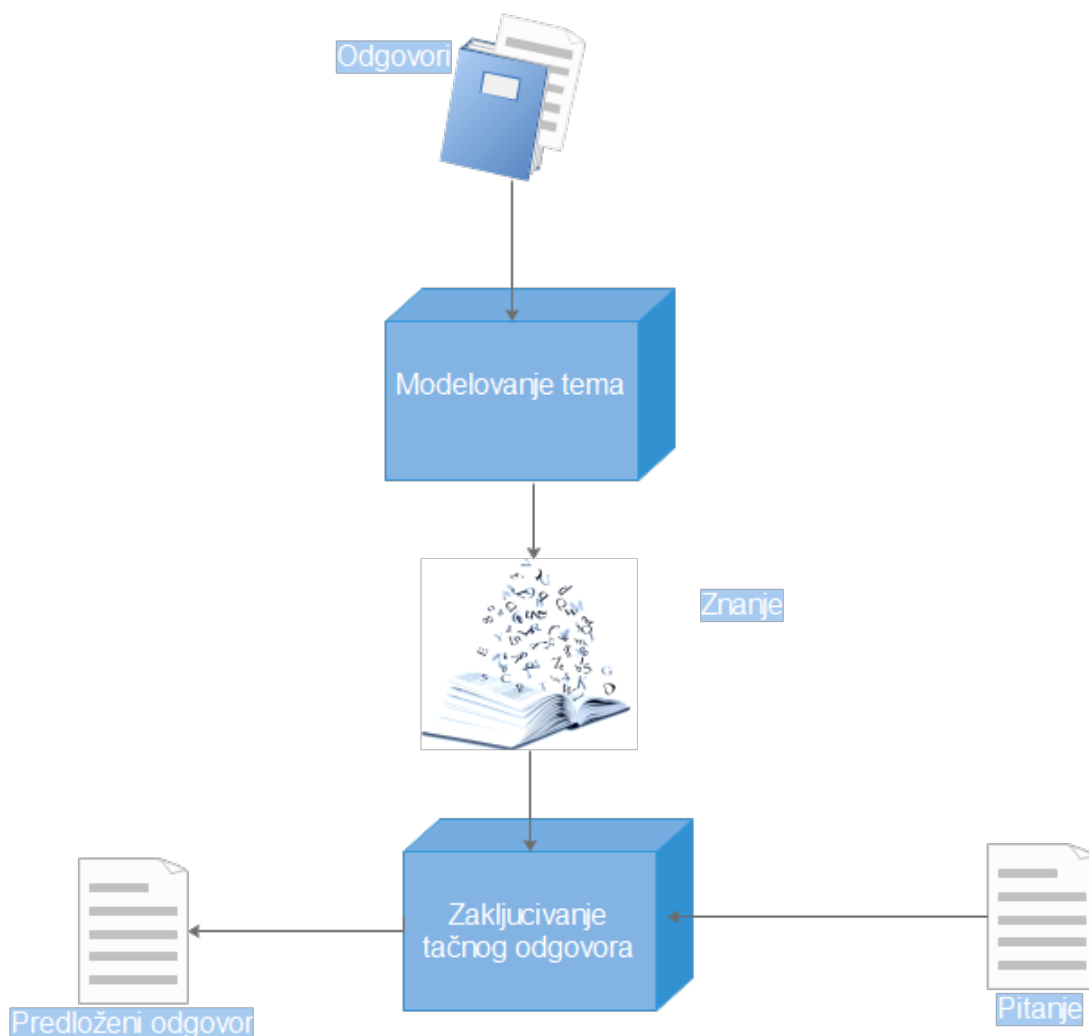 Odgovori
Modelovanje tema
Znanje
Zakljucivanje
tačnog odgovora
Predloženi odgovor
Pitanje